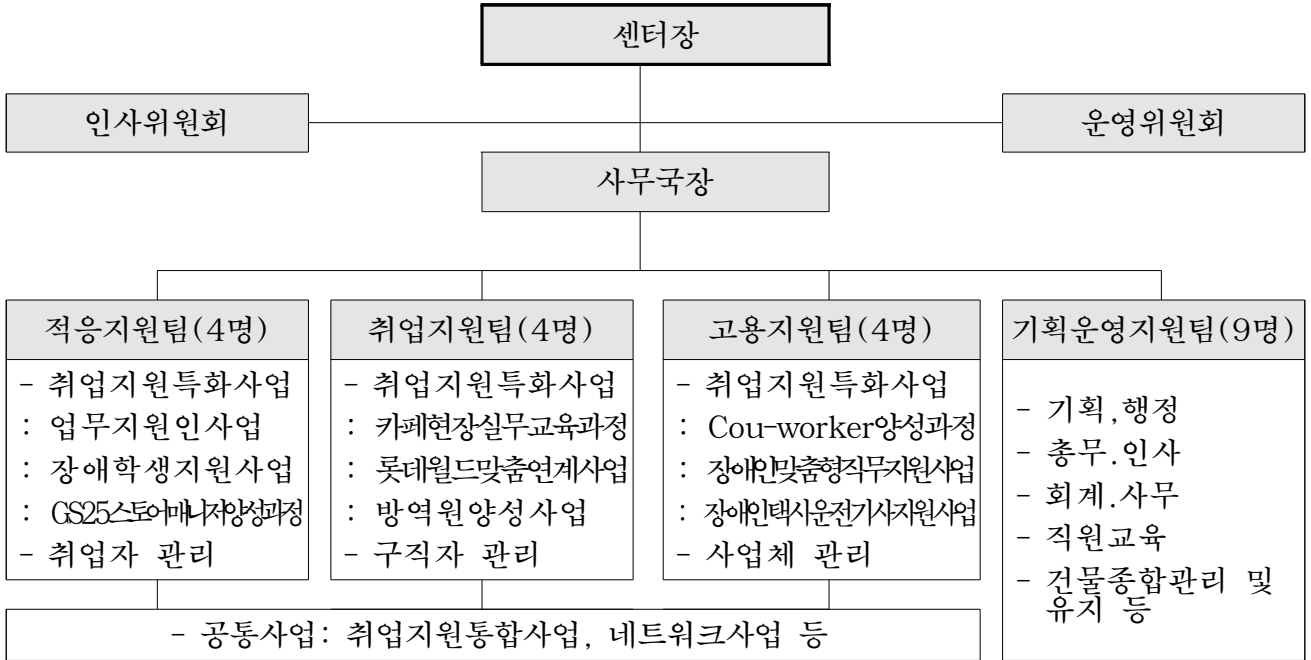 센터장
인사위원회
운영위원회
사무국장
적응지원팀(4명)
- 취업지원특화사업
: 업무지원인사업
: 장애학생지원사업
: GS25스토어매니저양성과정
- 취업자 관리
취업지원팀(4명)
- 취업지원특화사업
: 카페현장실무교육과정
: 롯데월드맞춤연계사업
: 방역원양성사업
- 구직자 관리
고용지원팀(4명)
- 취업지원특화사업
: Cou-worker양성과정
: 장애인맞춤형직무지원사업
: 장애인택시운전기사지원사업
- 사업체 관리
기획운영지원팀(9명)
- 기획,행정
- 총무.인사
- 회계.사무
- 직원교육
- 건물종합관리 및
유지 등
- 공통사업: 취업지원통합사업, 네트워크사업 등